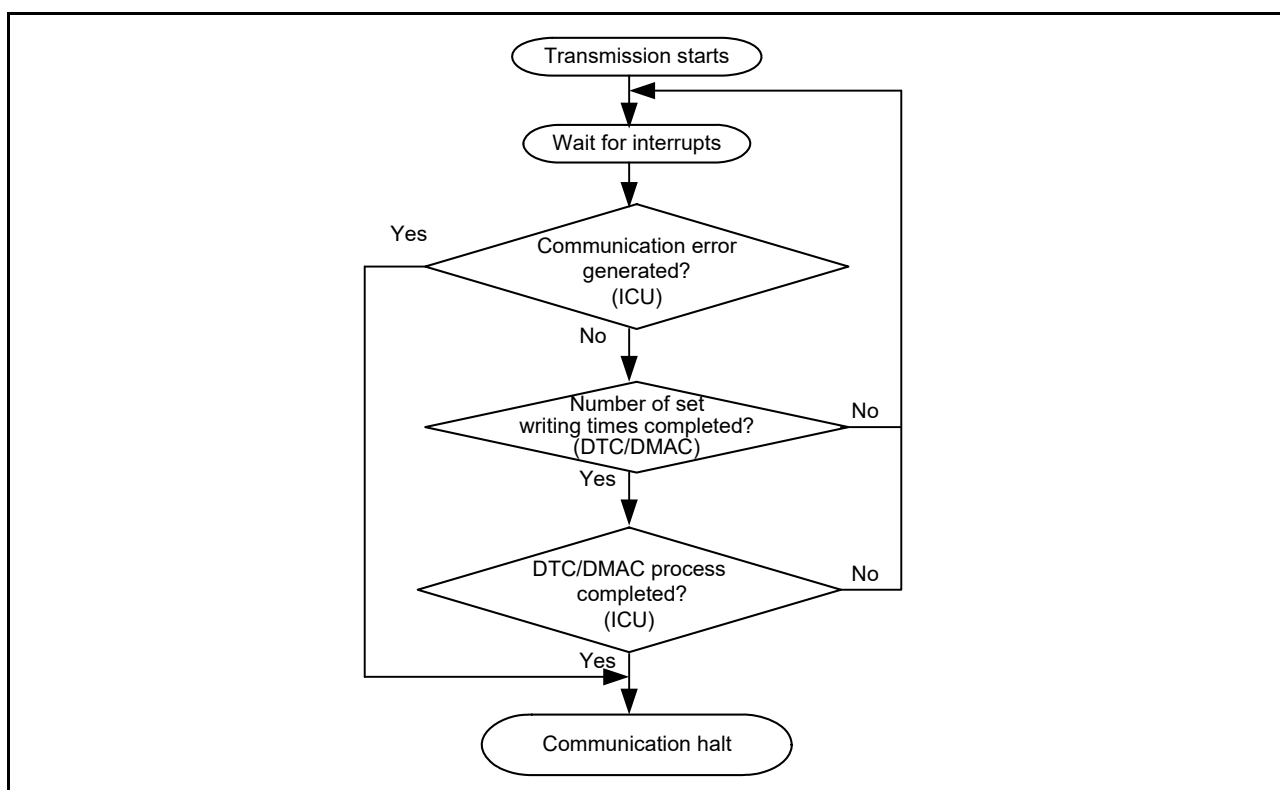 Transmission starts
Wait for interrupts
Yes
Communication error
generated?
(ICU)
No
Number of set
writing times completed?
(DTC/DMAC)
No
Yes
DTC/DMAC process
completed?
(ICU)
No
Yes
Communication halt